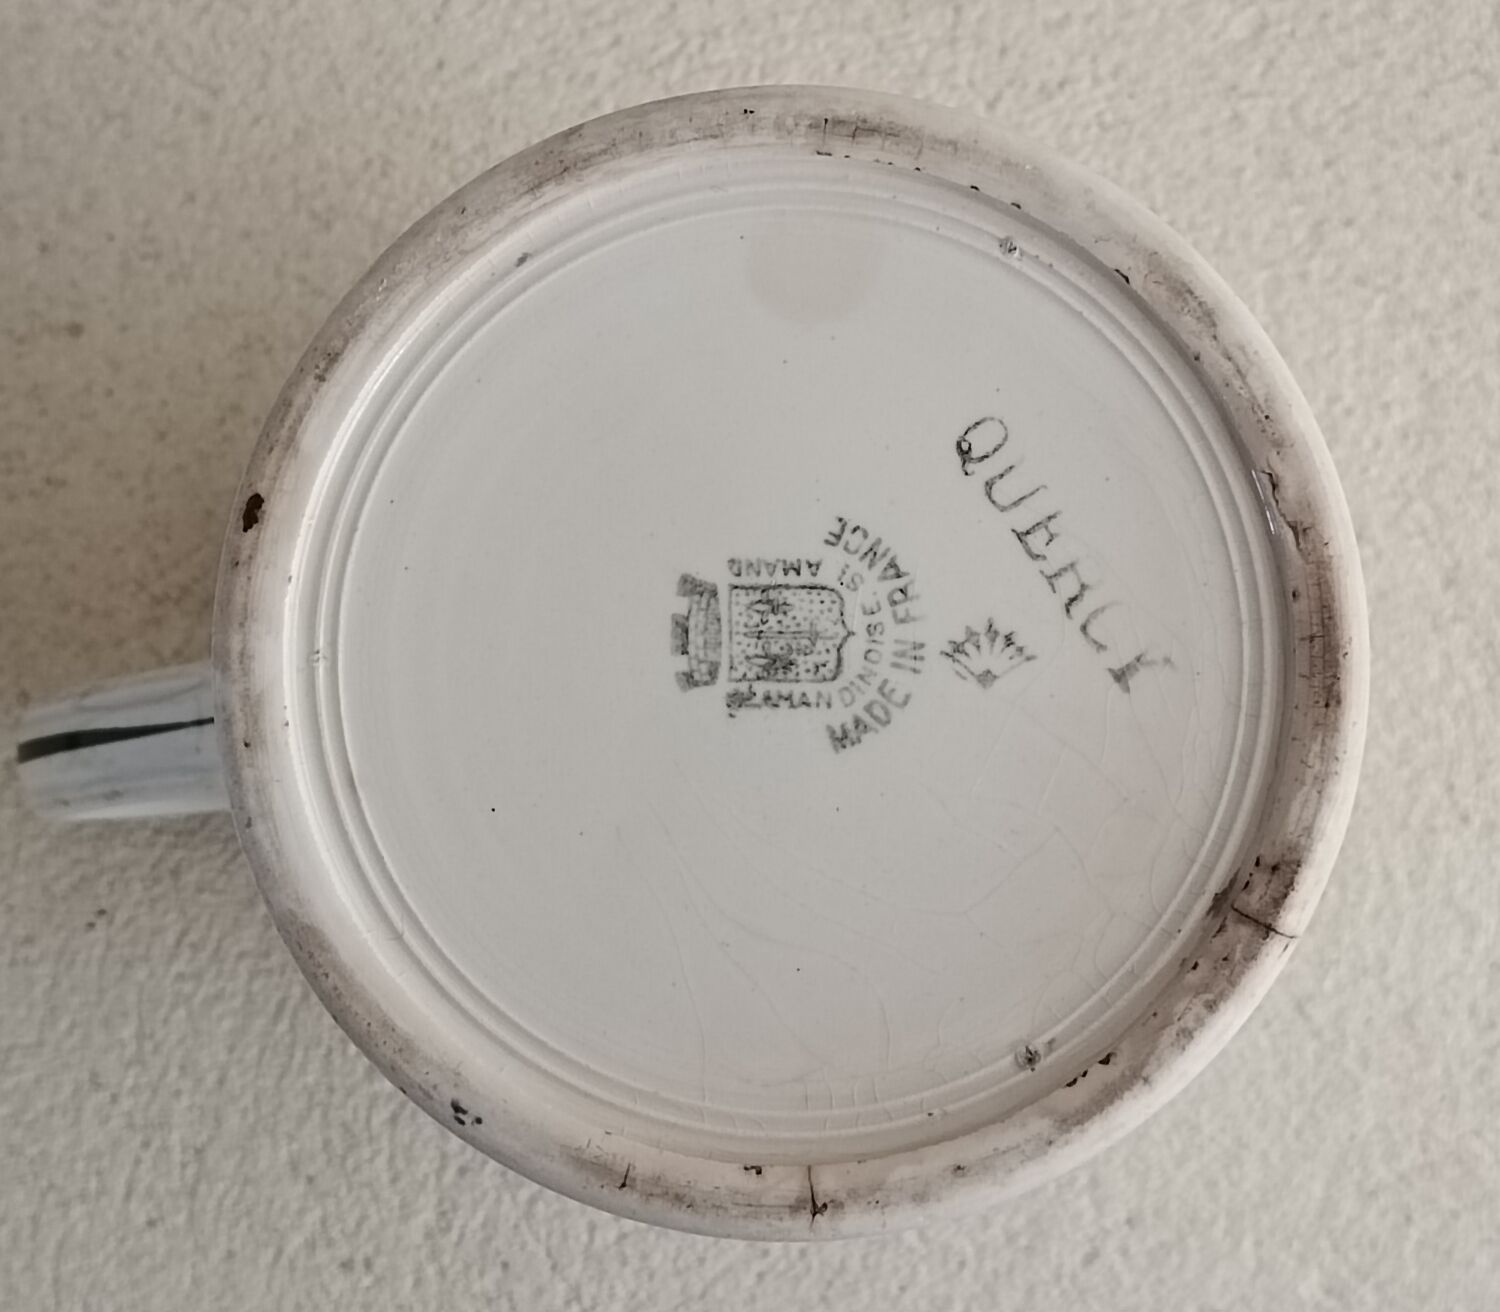 QUERCY
MADE IN FRANCE
AMANDINOISE. St AMAND